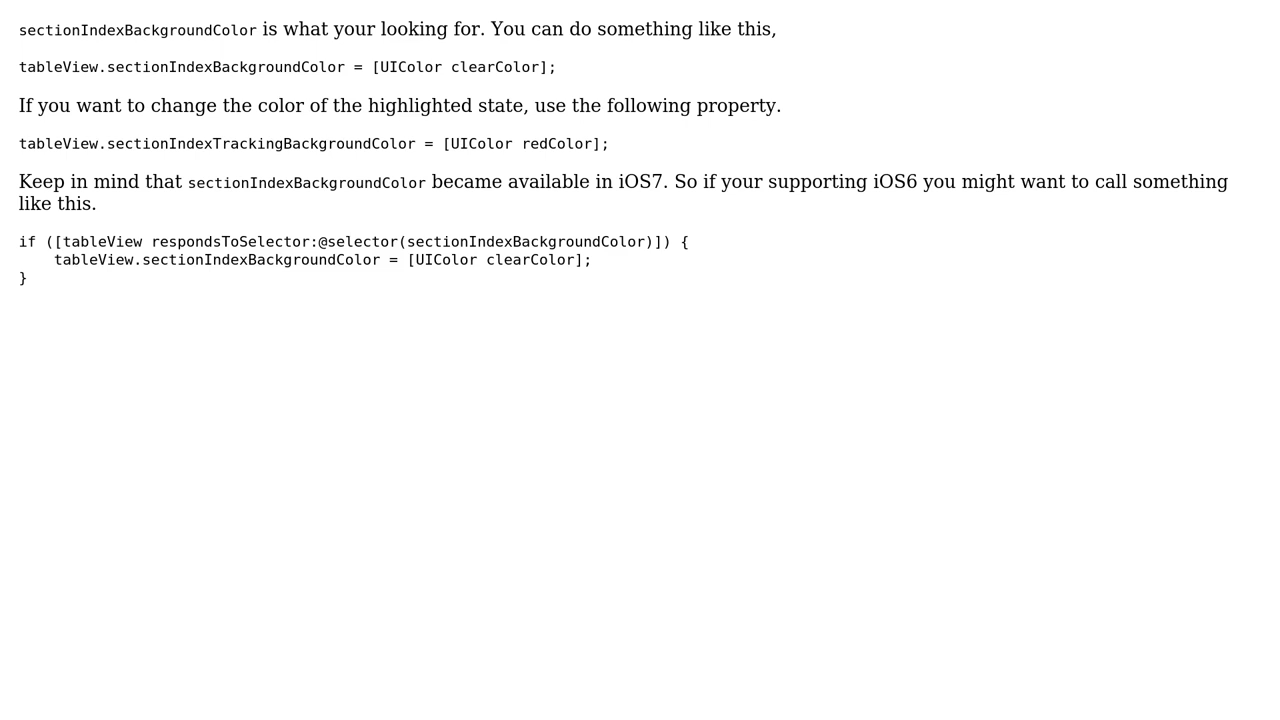 sectionIndexBackgroundColor is what your looking for. You can do something like this,
tableView.sectionIndexBackgroundColor = [UIColor clearColor];
If you want to change the color of the highlighted state, use the following property.
tableView.sectionIndexTrackingBackgroundColor = [UIColor redColor];
Keep in mind that sectionIndexBackgroundColor became available in iOS7. So if your supporting iOS6 you might want to call something
like this.
if ([tableView respondsToSelector:@selector(sectionIndexBackgroundColor)]) {
    tableView.sectionIndexBackgroundColor = [UIColor clearColor];
}